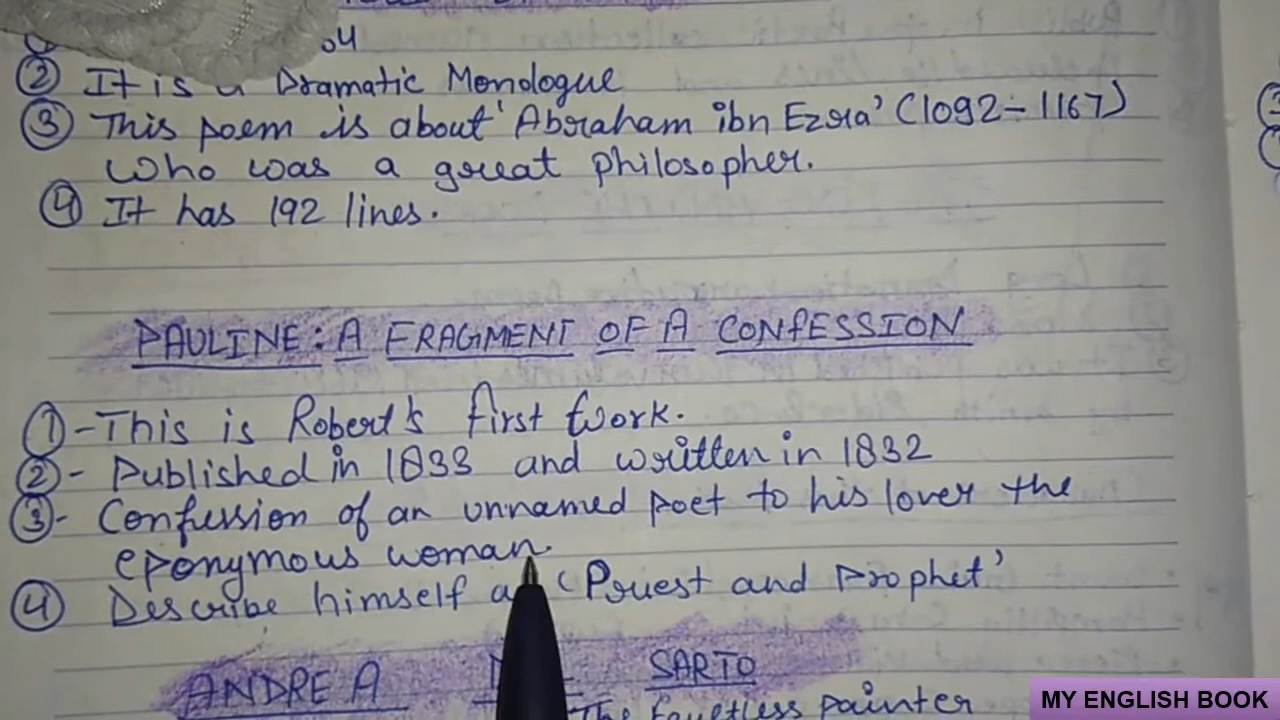 04
② It is a Dramatic Monologue
③ This poem is about 'Abraham ibn Ezra' (1092-1167)
Who was a great philosopher.
④ It has 192 lines.
PAULINE: A FRAGMENT OF A CONFESSION
①-This is Robert's first work.
②- Published in 1833 and written in 1832
③- Confession of an unnamed poet to his lover the
eponymous woman
④ Describe himself a 'Priest and Prophet'
ANDREA SARTO
The faultless painter
MY ENGLISH BOOK